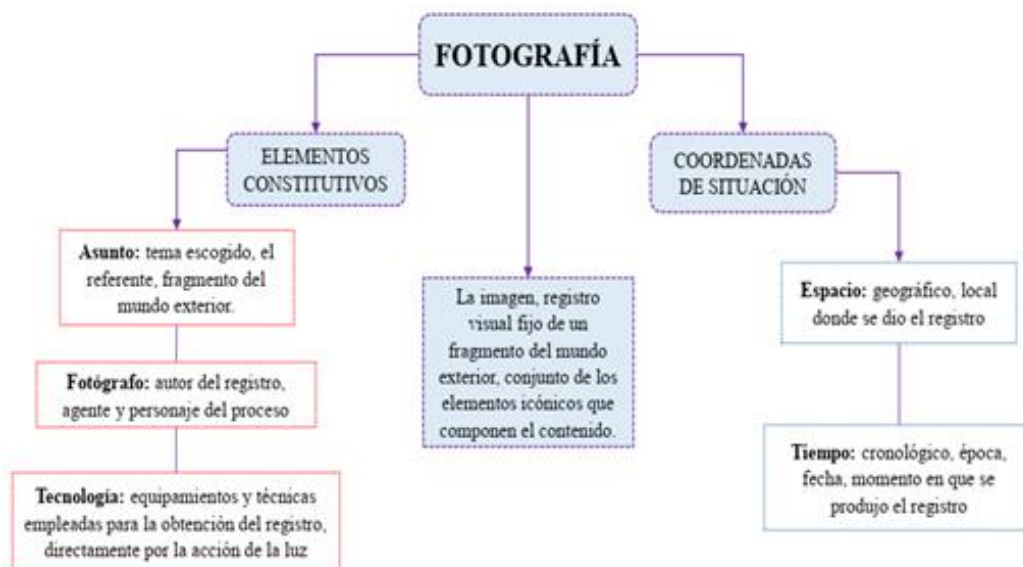 FOTOGRAFÍA
ELEMENTOS
CONSTITUTIVOS
Asunto: tema escogido, el
referente, fragmento del
mundo exterior.
Fotógrafo: autor del registro,
agente y personaje del proceso
Tecnología: equipamientos y técnicas
empleadas para la obtención del registro,
directamente por la acción de la luz
La imagen, registro
visual fijo de un
fragmento del mundo
exterior, conjunto de los
elementos icónicos que
componen el contenido.
COORDENADAS
DE SITUACIÓN
Espacio: geográfico, local
donde se dio el registro
Tiempo: cronológico, época,
fecha, momento en que se
produjo el registro